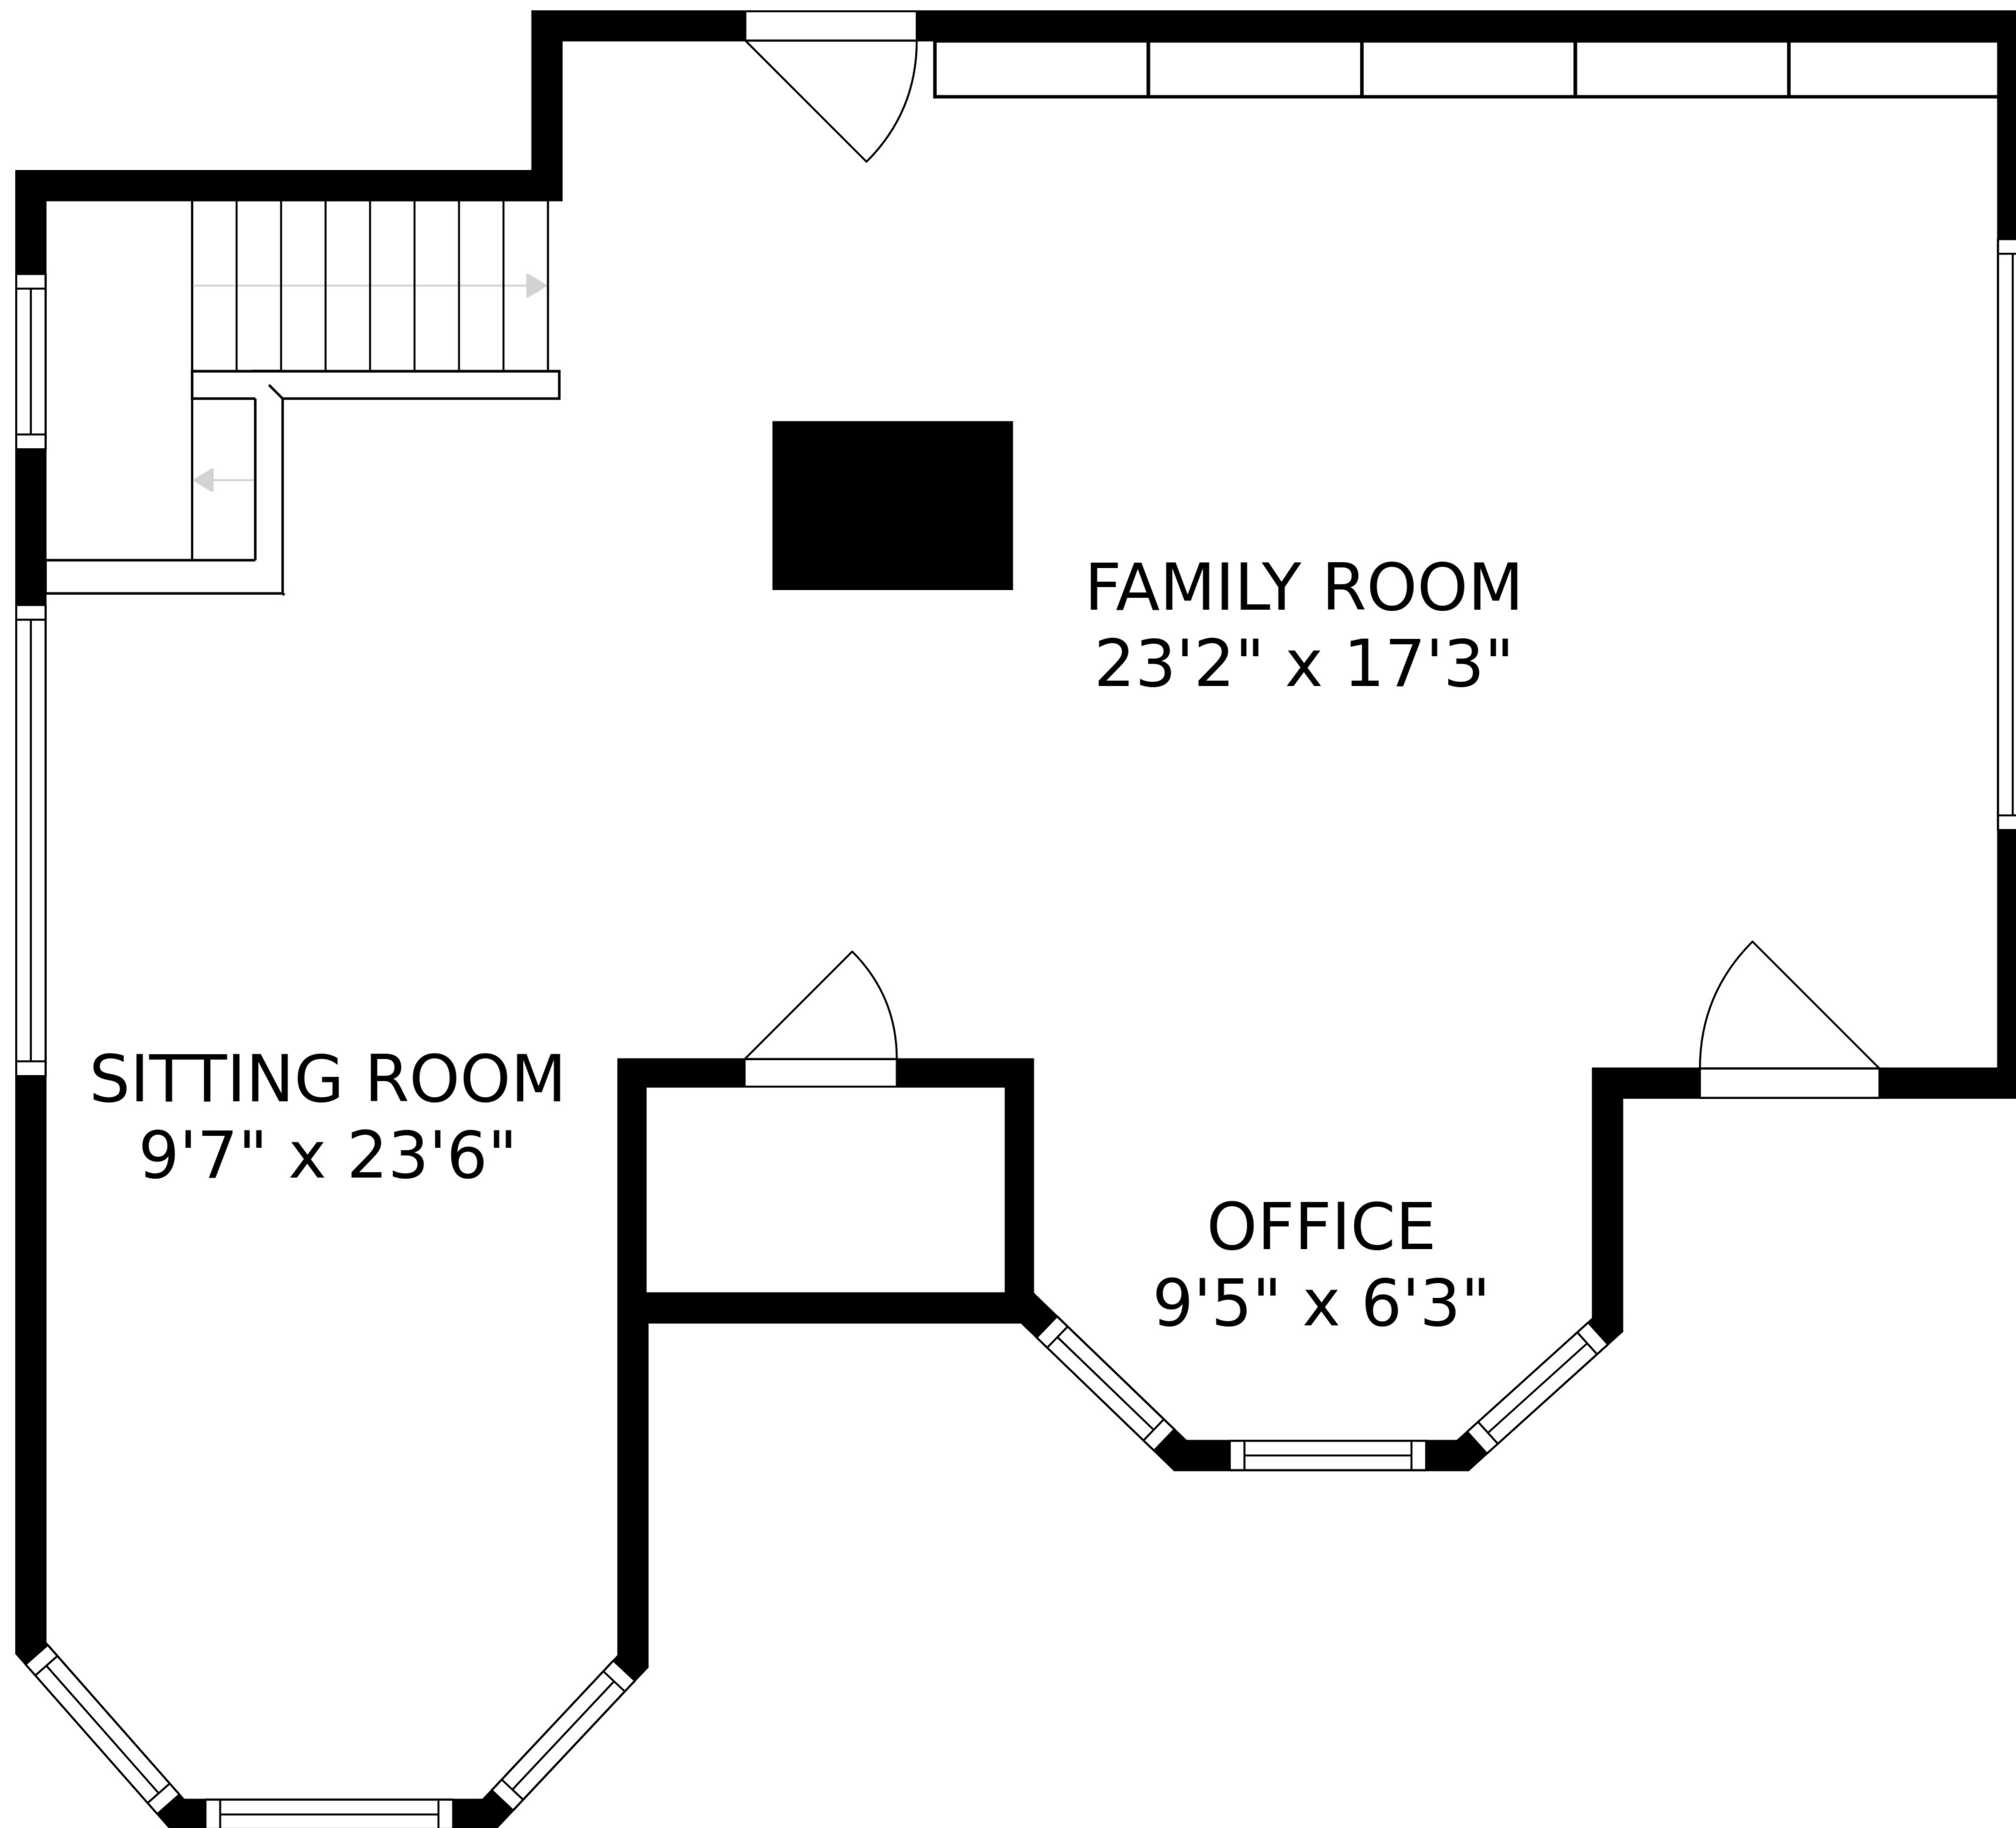 FAMILY ROOM
23'2" x 17'3"
SITTING ROOM
9'7" x 23'6"
OFFICE
9'5" x 6'3"